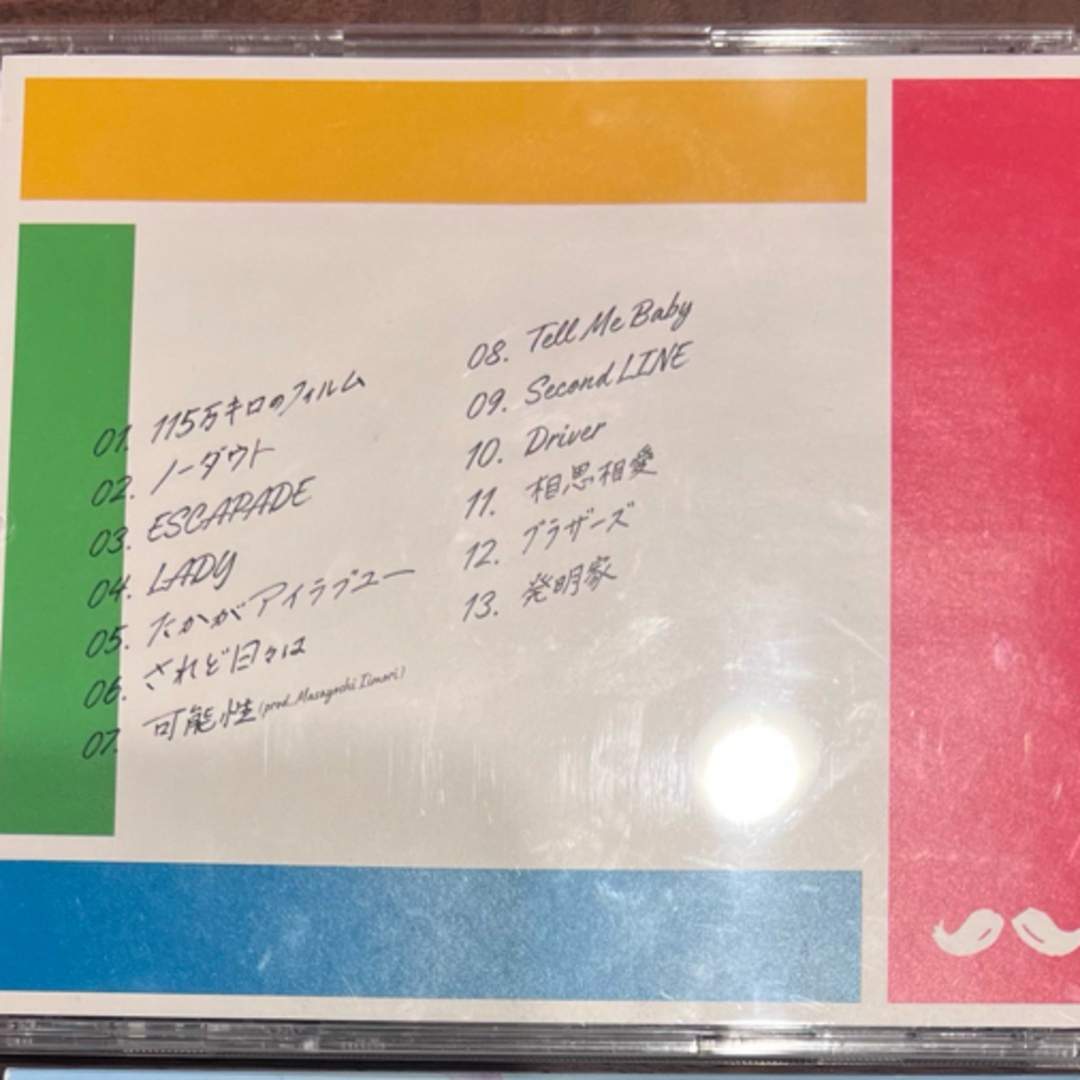 01. 115万キロのフィルム
02. ノーダウト
03. ESCAPADE
04. LADY
05. たかがアイラブユー
06. されど日々は
07. 可能性 (prod. Masayoshi Iimori)
08. Tell Me Baby
09. Second LINE
10. Driver
11. 相思相愛
12. ブラザーズ
13. 発明家